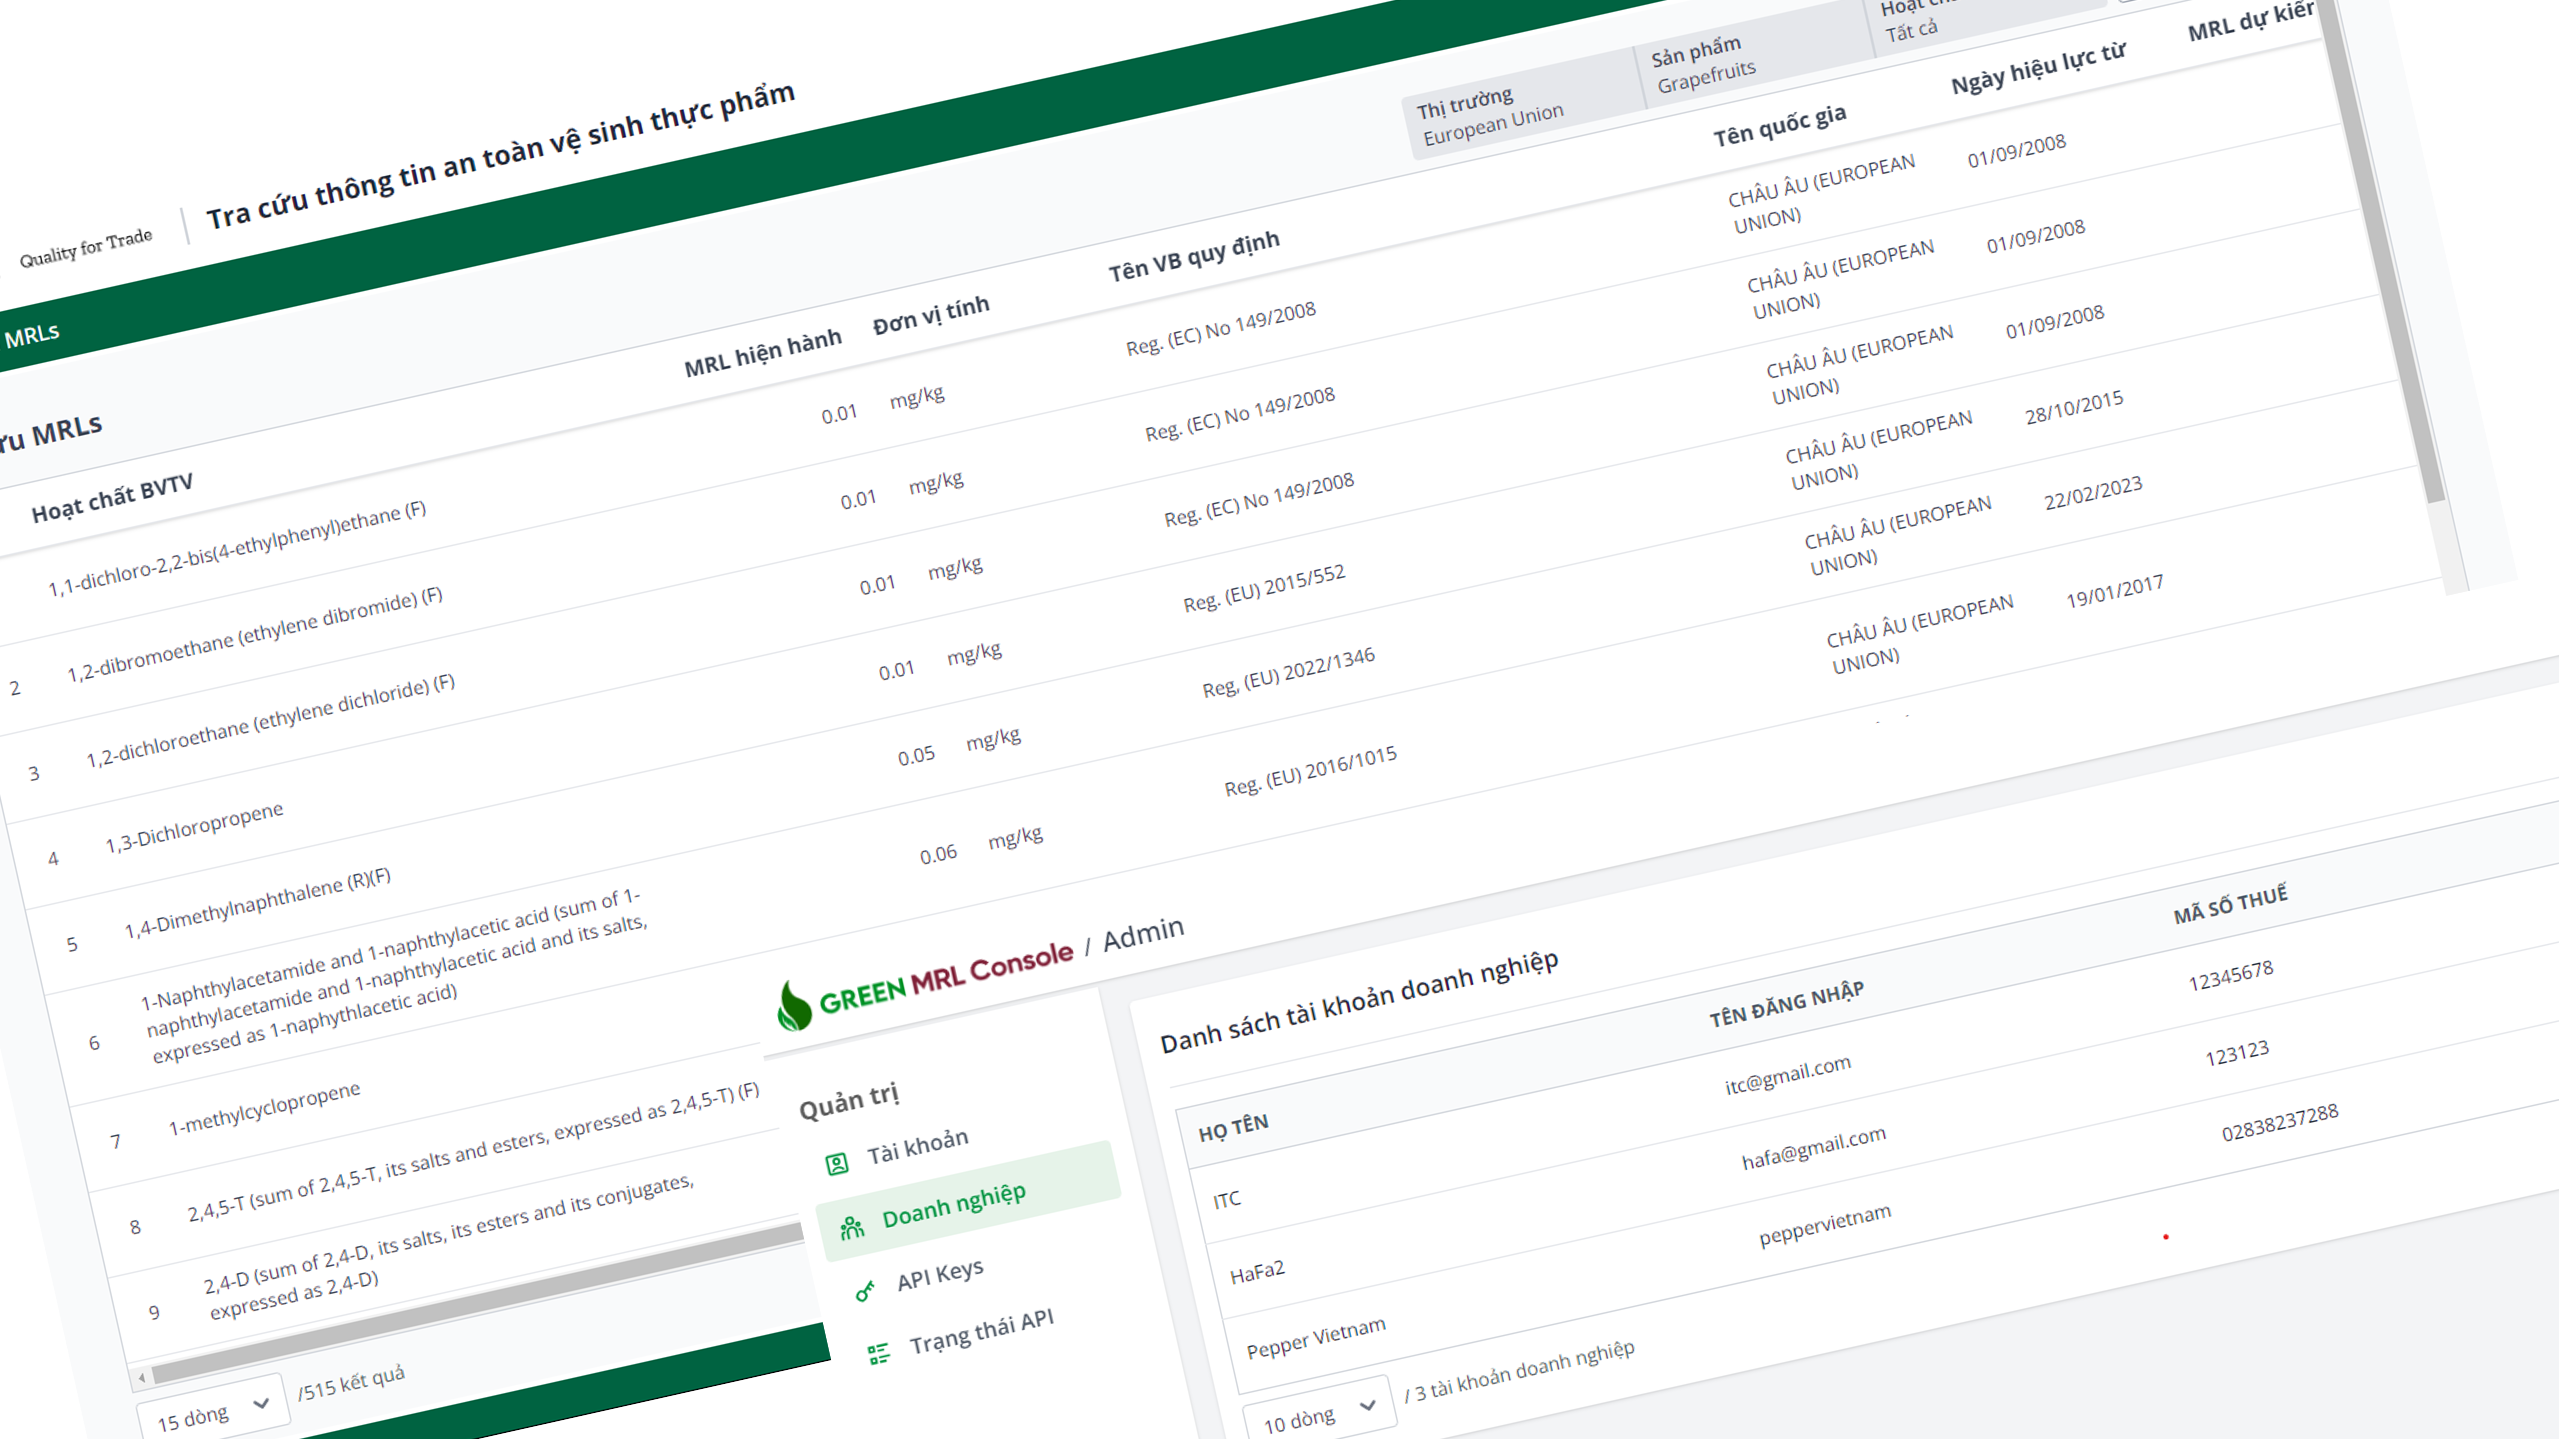 Quality for Trade
Tra cứu thông tin an toàn vệ sinh thực phẩm
MRLs
MRLs
Thị trường
European Union
Sản phẩm
Grapefruits
Hoạt
Tất cả
Hoạt chất BVTV MRL hiện hành Đơn vị tính Tên VB quy định Tên quốc gia Ngày hiệu lực từ MRL dự kiến
1,1-dichloro-2,2-bis(4-ethylphenyl)ethane (F) 0.01 mg/kg Reg. (EC) No 149/2008 CHÂU ÂU (EUROPEAN
UNION) 01/09/2008
2 1,2-dibromoethane (ethylene dibromide) (F) 0.01 mg/kg Reg. (EC) No 149/2008 CHÂU ÂU (EUROPEAN
UNION) 01/09/2008
3 1,2-dichloroethane (ethylene dichloride) (F) 0.01 mg/kg Reg. (EC) No 149/2008 CHÂU ÂU (EUROPEAN
UNION) 01/09/2008
4 1,3-Dichloropropene 0.01 mg/kg Reg. (EU) 2015/552 CHÂU ÂU (EUROPEAN
UNION) 28/10/2015
5 1,4-Dimethylnaphthalene (R)(F) 0.05 mg/kg Reg, (EU) 2022/1346 CHÂU ÂU (EUROPEAN
UNION) 22/02/2023
6 1-Naphthylacetamide and 1-naphthylacetic acid (sum of 1-
naphthylacetamide and 1-naphthylacetic acid and its salts,
expressed as 1-naphythlacetic acid) 0.06 mg/kg Reg. (EU) 2016/1015 CHÂU ÂU (EUROPEAN
UNION) 19/01/2017
7 1-methylcyclopropene
8 2,4,5-T (sum of 2,4,5-T, its salts and esters, expressed as 2,4,5-T) (F)
9 2,4-D (sum of 2,4-D, its salts, its esters and its conjugates,
expressed as 2,4-D)
15 dòng /515 kết quả
GREEN MRL Console / Admin
Quản trị
Tài khoản
Doanh nghiệp
API Keys
Trạng thái API
Danh sách tài khoản doanh nghiệp
HỌ TÊN TÊN ĐĂNG NHẬP MÃ SỐ THUẾ
ITC itc@gmail.com 12345678
HaFa2 hafa@gmail.com 123123
Pepper Vietnam peppervietnam 02838237288
10 dòng / 3 tài khoản doanh nghiệp